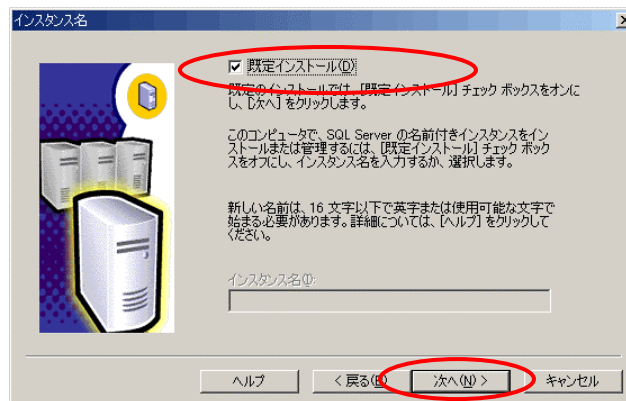 インスタンス名
既定インストール(D)
既定のインストールでは、[既定インストール] チェック ボックスをオンに
し、[次へ] をクリックします。
このコンピュータで、SQL Server の名前付きインスタンスをイン
ストールまたは管理するには、[既定インストール] チェック ボック
スをオフにし、インスタンス名を入力するか、選択します。
新しい名前は、16 文字以下で英字または使用可能な文字で
始まる必要があります。詳細については、[ヘルプ] をクリックして
ください。
インスタンス名(I):
ヘルプ
< 戻る(B)
次へ(N) >
キャンセル